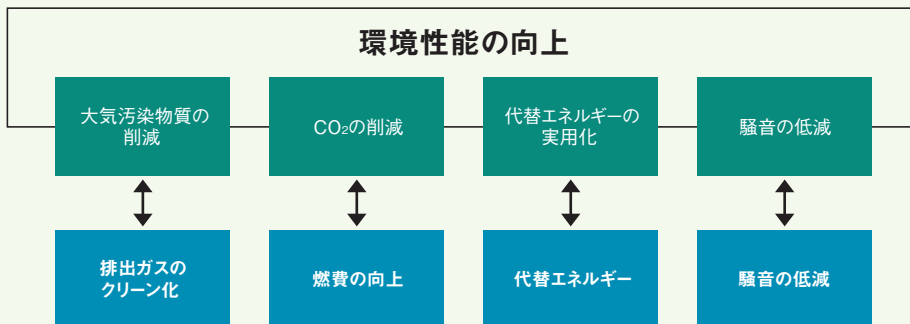 環境性能の向上
大気汚染物質の
削減
CO₂の削減
代替エネルギーの
実用化
騒音の低減
排出ガスの
クリーン化
燃費の向上
代替エネルギー
騒音の低減